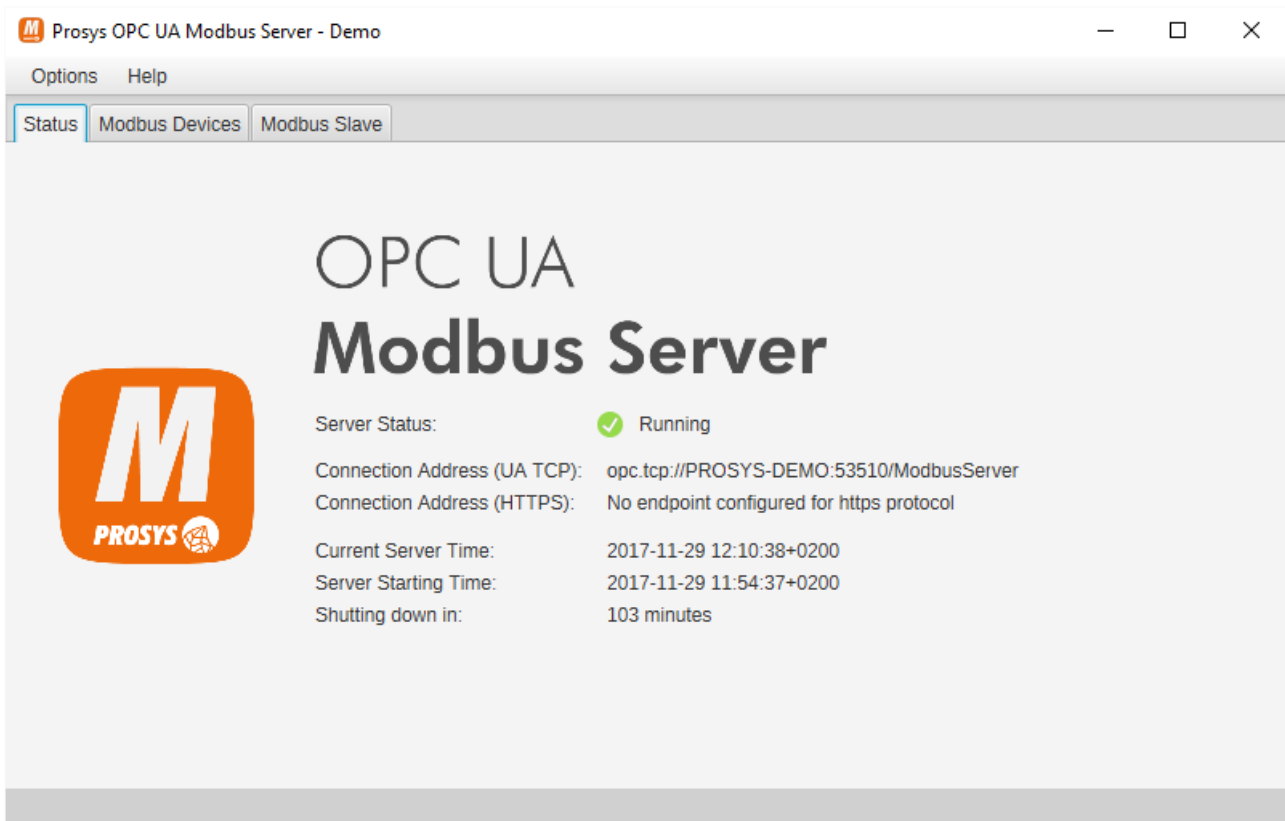 Prosys OPC UA Modbus Server - Demo
Options Help
Status Modbus Devices Modbus Slave
OPC UA
Modbus Server
M
PROSYS
Server Status: Running
Connection Address (UA TCP): opc.tcp://PROSYS-DEMO:53510/ModbusServer
Connection Address (HTTPS): No endpoint configured for https protocol
Current Server Time: 2017-11-29 12:10:38+0200
Server Starting Time: 2017-11-29 11:54:37+0200
Shutting down in: 103 minutes